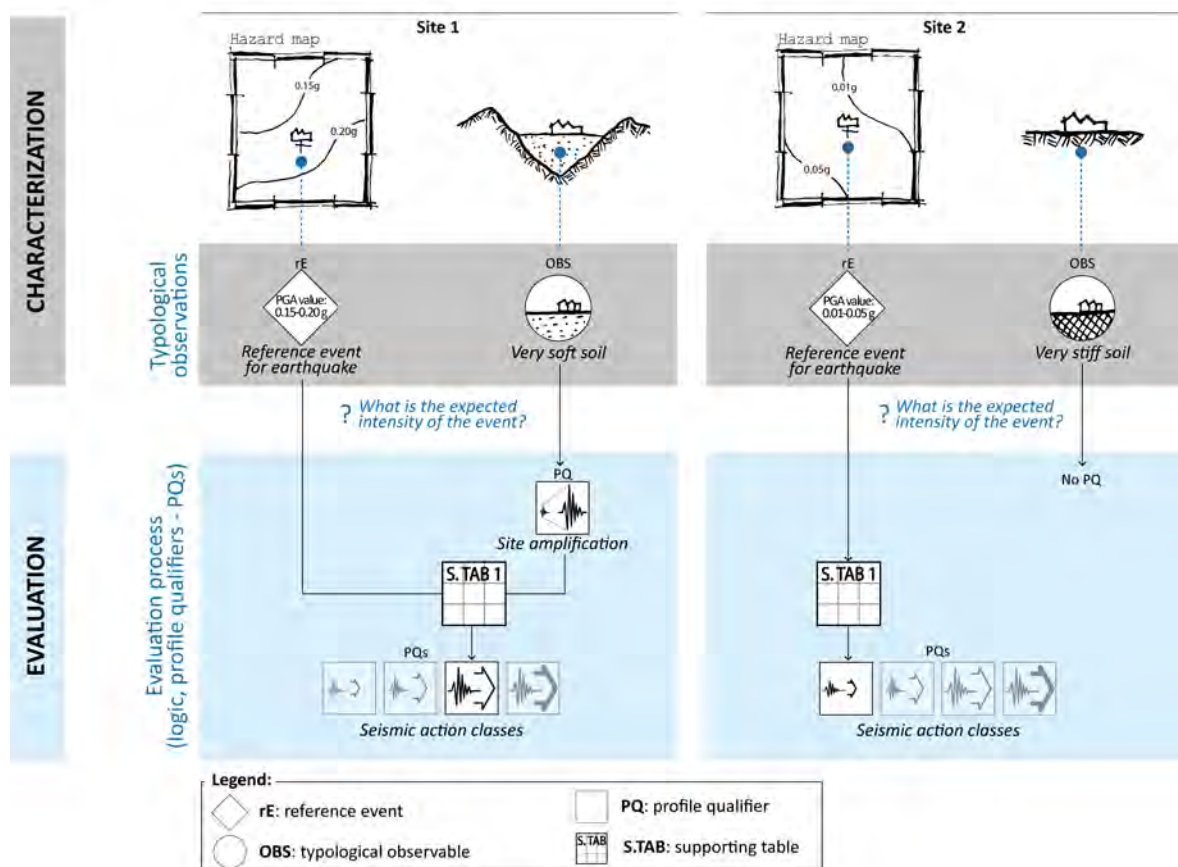 Site 1
Site 2
CHARACTERIZATION
Hazard map
0.15g
0.20g
Hazard map
0,01g
0,05g
Typological
observations
rE
PGA value:
0.15-0.20 g
Reference event
for earthquake
OBS
Very soft soil
rE
PGA value:
0.01-0.05 g
Reference event
for earthquake
OBS
Very stiff soil
? What is the expected
intensity of the event?
? What is the expected
intensity of the event?
EVALUATION
Evaluation process
(logic, profile qualifiers - PQs)
PQ
Site amplification
S. TAB 1
PQs
Seismic action classes
No PQ
S. TAB 1
PQs
Seismic action classes
Legend:
rE: reference event
PQ: profile qualifier
OBS: typological observable
S.TAB
S.TAB: supporting table